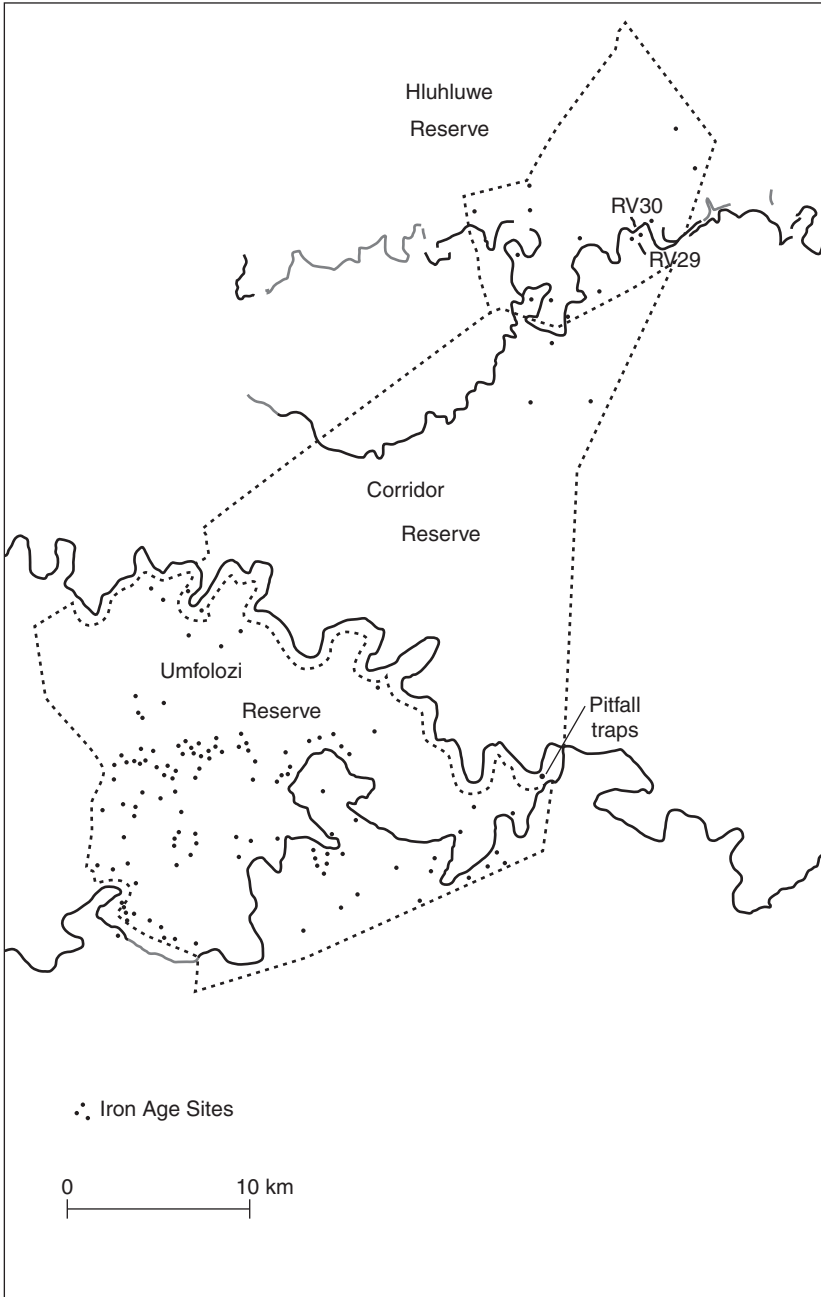 Hluhluwe
Reserve
RV30
RV29
Corridor
Reserve
Umfolozi
Reserve
Pitfall
traps
Iron Age Sites
0 10 km